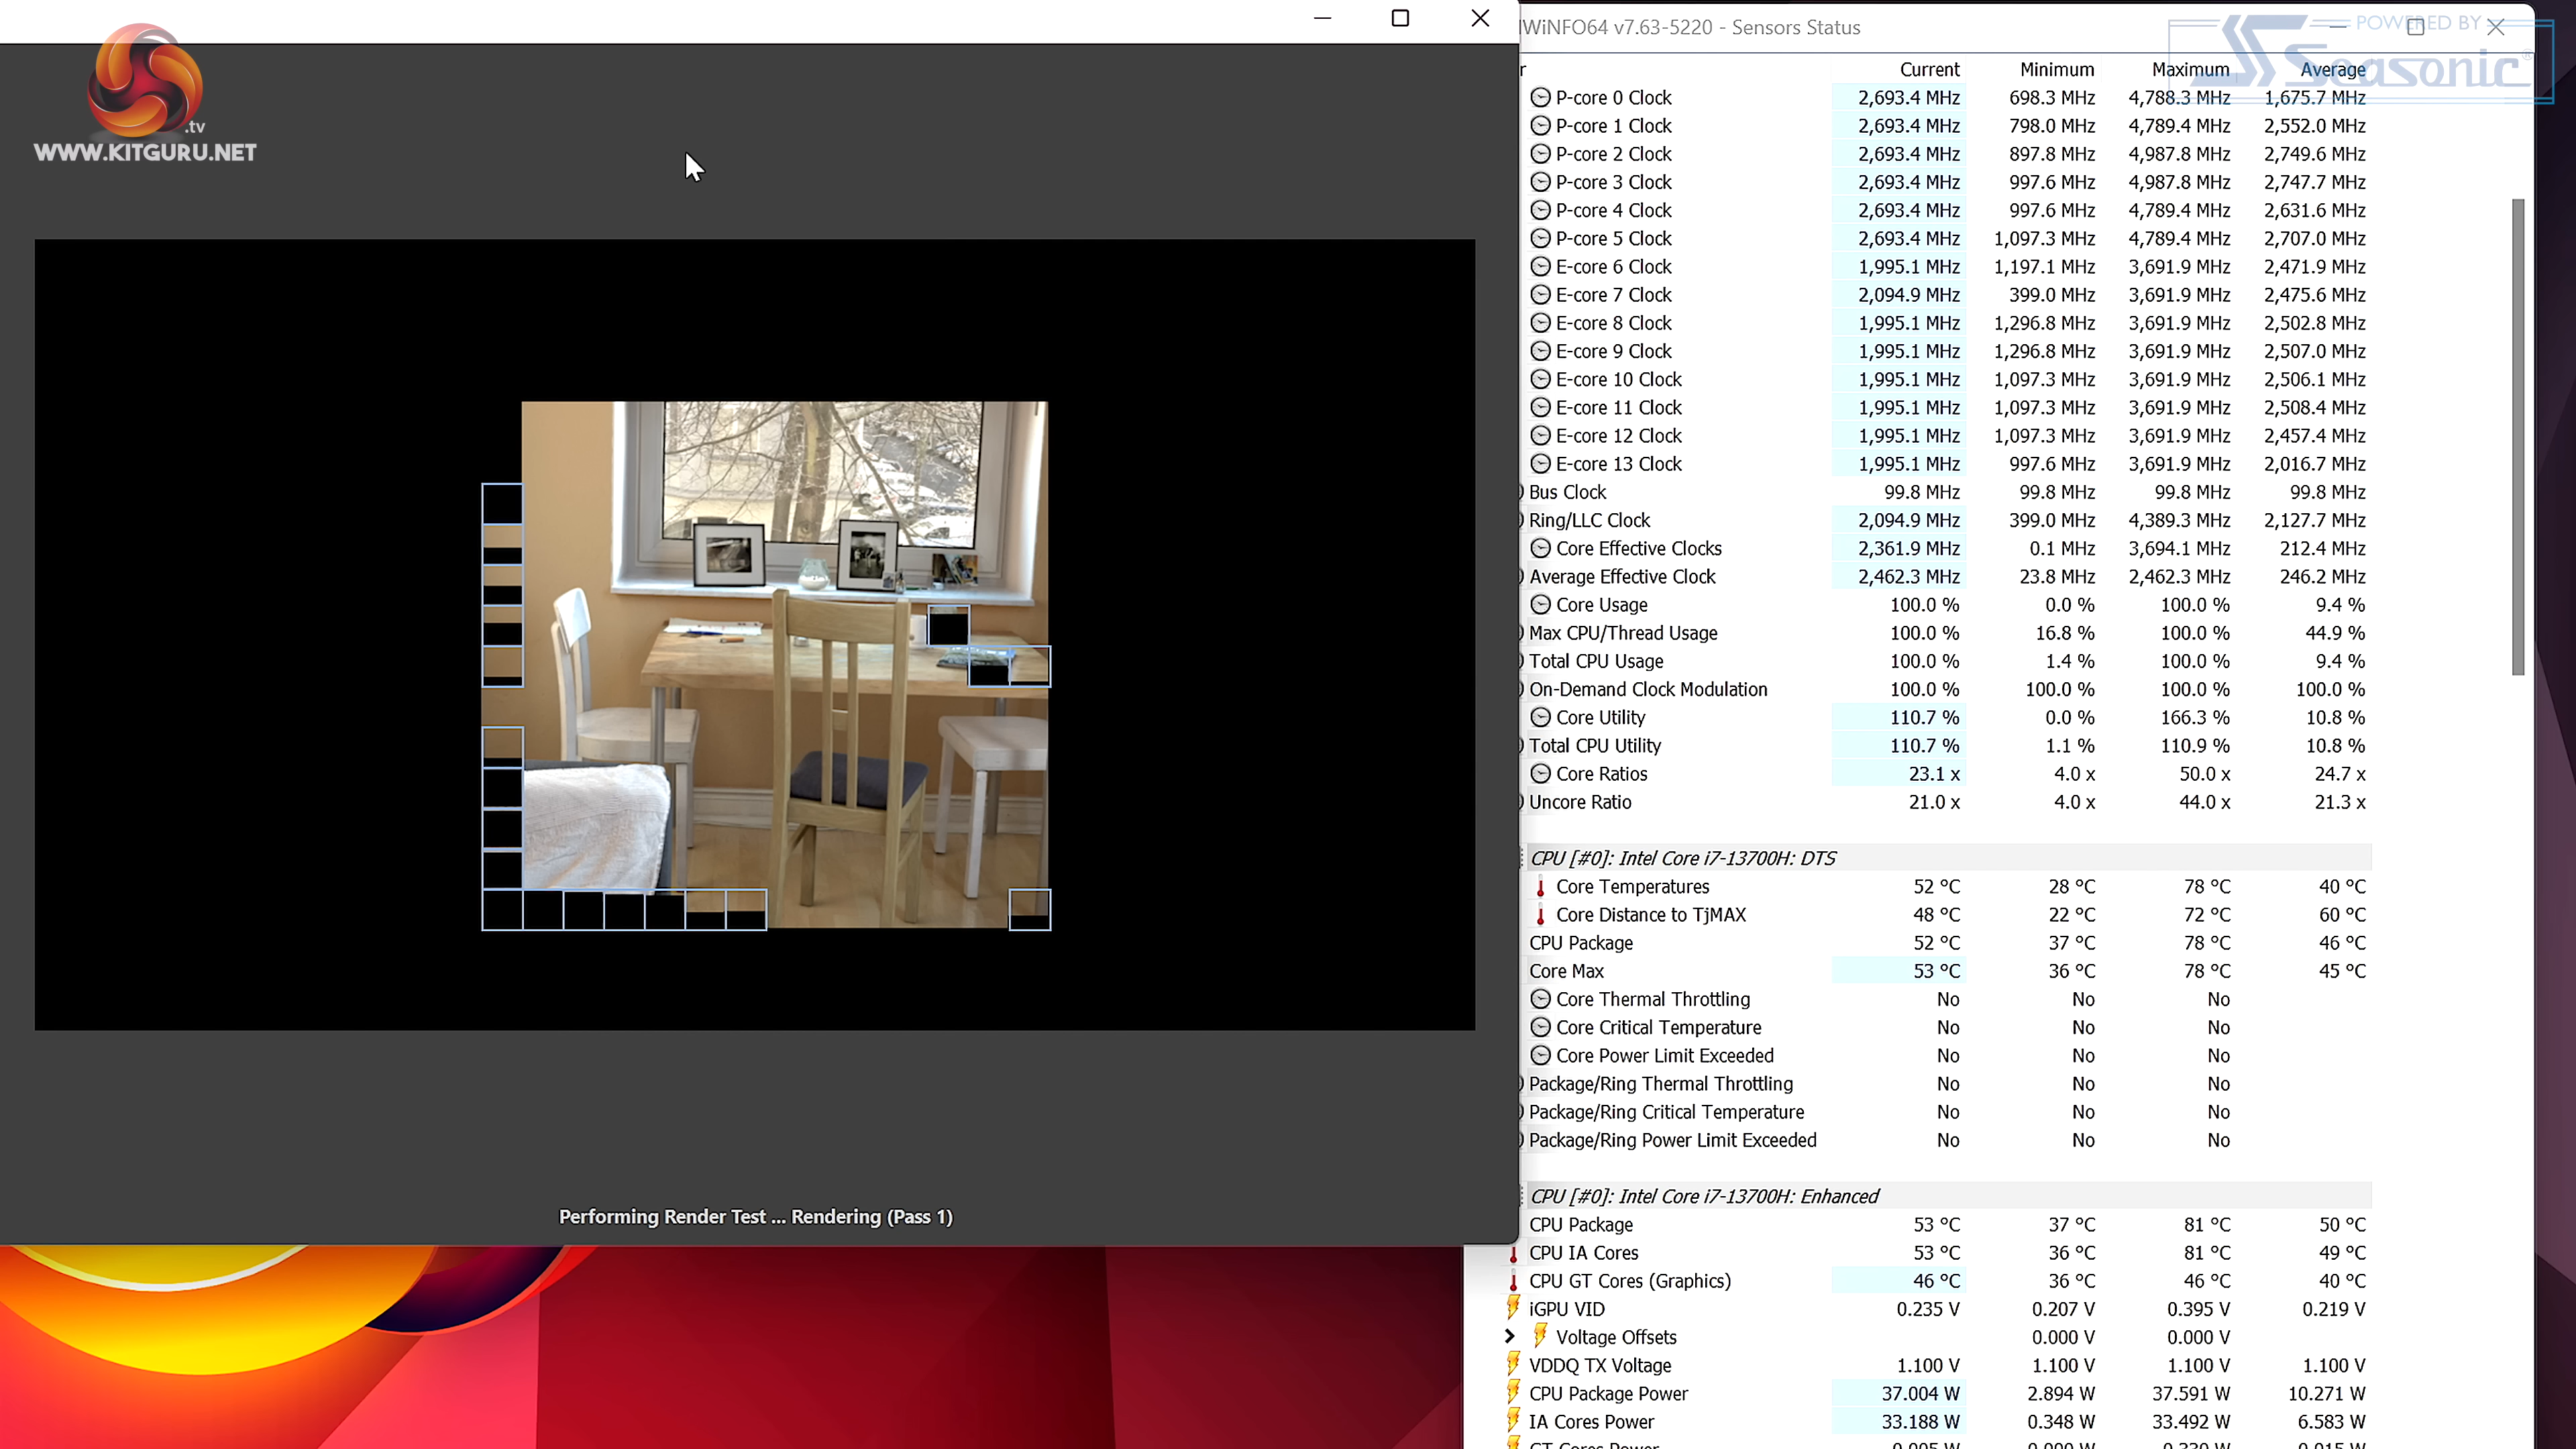 .tv
WWW.KITGURU.NET
Performing Render Test ... Rendering (Pass 1)
WiNFO64 v7.63-5220 - Sensors Status
POWERED BY
Seasonic®
r Current Minimum Maximum Average
P-core 0 Clock 2,693.4 MHz 698.3 MHz 4,788.3 MHz 1,675.7 MHz
P-core 1 Clock 2,693.4 MHz 798.0 MHz 4,789.4 MHz 2,552.0 MHz
P-core 2 Clock 2,693.4 MHz 897.8 MHz 4,987.8 MHz 2,749.6 MHz
P-core 3 Clock 2,693.4 MHz 997.6 MHz 4,987.8 MHz 2,747.7 MHz
P-core 4 Clock 2,693.4 MHz 997.6 MHz 4,789.4 MHz 2,631.6 MHz
P-core 5 Clock 2,693.4 MHz 1,097.3 MHz 4,789.4 MHz 2,707.0 MHz
E-core 6 Clock 1,995.1 MHz 1,197.1 MHz 3,691.9 MHz 2,471.9 MHz
E-core 7 Clock 2,094.9 MHz 399.0 MHz 3,691.9 MHz 2,475.6 MHz
E-core 8 Clock 1,995.1 MHz 1,296.8 MHz 3,691.9 MHz 2,502.8 MHz
E-core 9 Clock 1,995.1 MHz 1,296.8 MHz 3,691.9 MHz 2,507.0 MHz
E-core 10 Clock 1,995.1 MHz 1,097.3 MHz 3,691.9 MHz 2,506.1 MHz
E-core 11 Clock 1,995.1 MHz 1,097.3 MHz 3,691.9 MHz 2,508.4 MHz
E-core 12 Clock 1,995.1 MHz 1,097.3 MHz 3,691.9 MHz 2,457.4 MHz
E-core 13 Clock 1,995.1 MHz 997.6 MHz 3,691.9 MHz 2,016.7 MHz
Bus Clock 99.8 MHz 99.8 MHz 99.8 MHz 99.8 MHz
Ring/LLC Clock 2,094.9 MHz 399.0 MHz 4,389.3 MHz 2,127.7 MHz
Core Effective Clocks 2,361.9 MHz 0.1 MHz 3,694.1 MHz 212.4 MHz
Average Effective Clock 2,462.3 MHz 23.8 MHz 2,462.3 MHz 246.2 MHz
Core Usage 100.0 % 0.0 % 100.0 % 9.4 %
Max CPU/Thread Usage 100.0 % 16.8 % 100.0 % 44.9 %
Total CPU Usage 100.0 % 1.4 % 100.0 % 9.4 %
On-Demand Clock Modulation 100.0 % 100.0 % 100.0 % 100.0 %
Core Utility 110.7 % 0.0 % 166.3 % 10.8 %
Total CPU Utility 110.7 % 1.1 % 110.9 % 10.8 %
Core Ratios 23.1 x 4.0 x 50.0 x 24.7 x
Uncore Ratio 21.0 x 4.0 x 44.0 x 21.3 x
CPU [#0]: Intel Core i7-13700H: DTS
Core Temperatures 52 °C 28 °C 78 °C 40 °C
Core Distance to TjMAX 48 °C 22 °C 72 °C 60 °C
CPU Package 52 °C 37 °C 78 °C 46 °C
Core Max 53 °C 36 °C 78 °C 45 °C
Core Thermal Throttling No No No
Core Critical Temperature No No No
Core Power Limit Exceeded No No No
Package/Ring Thermal Throttling No No No
Package/Ring Critical Temperature No No No
Package/Ring Power Limit Exceeded No No No
CPU [#0]: Intel Core i7-13700H: Enhanced
CPU Package 53 °C 37 °C 81 °C 50 °C
CPU IA Cores 53 °C 36 °C 81 °C 49 °C
CPU GT Cores (Graphics) 46 °C 36 °C 46 °C 40 °C
iGPU VID 0.235 V 0.207 V 0.395 V 0.219 V
Voltage Offsets 0.000 V 0.000 V
VDDQ TX Voltage 1.100 V 1.100 V 1.100 V 1.100 V
CPU Package Power 37.004 W 2.894 W 37.591 W 10.271 W
IA Cores Power 33.188 W 0.348 W 33.492 W 6.583 W